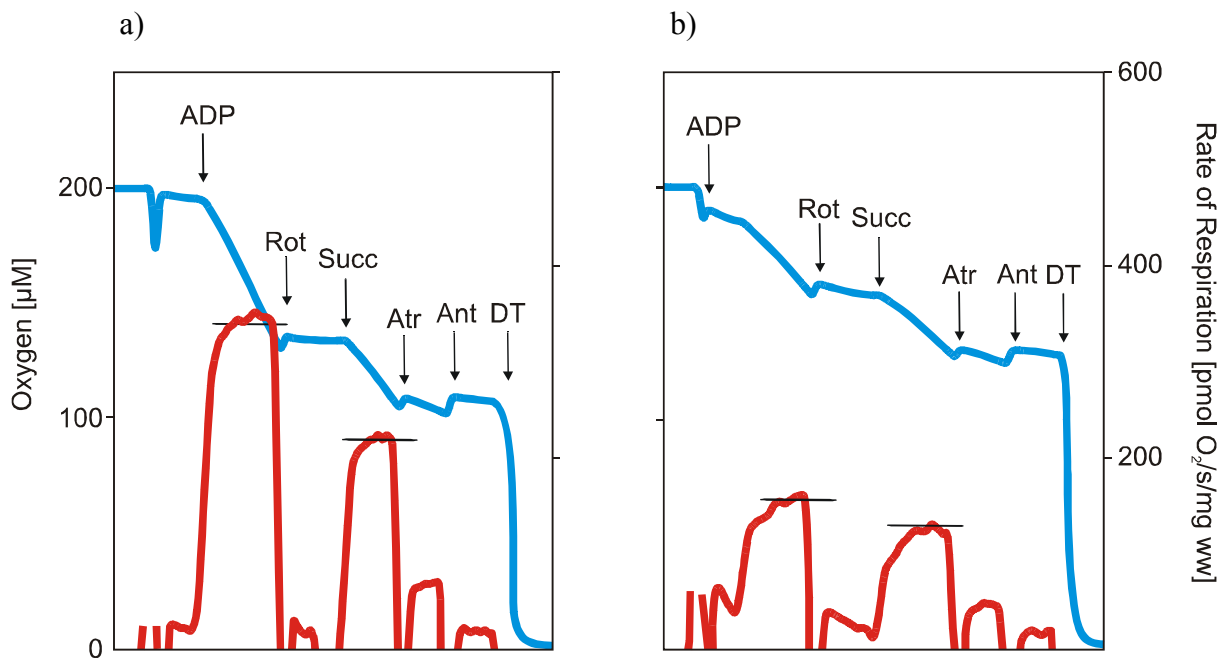 a)
ADP
Rot
Succ
Atr
Ant
DT
200
100
0
Oxygen [µM]
b)
ADP
Rot
Succ
Atr
Ant
DT
600
400
200
Rate of Respiration [pmol O₂/s/mg ww]